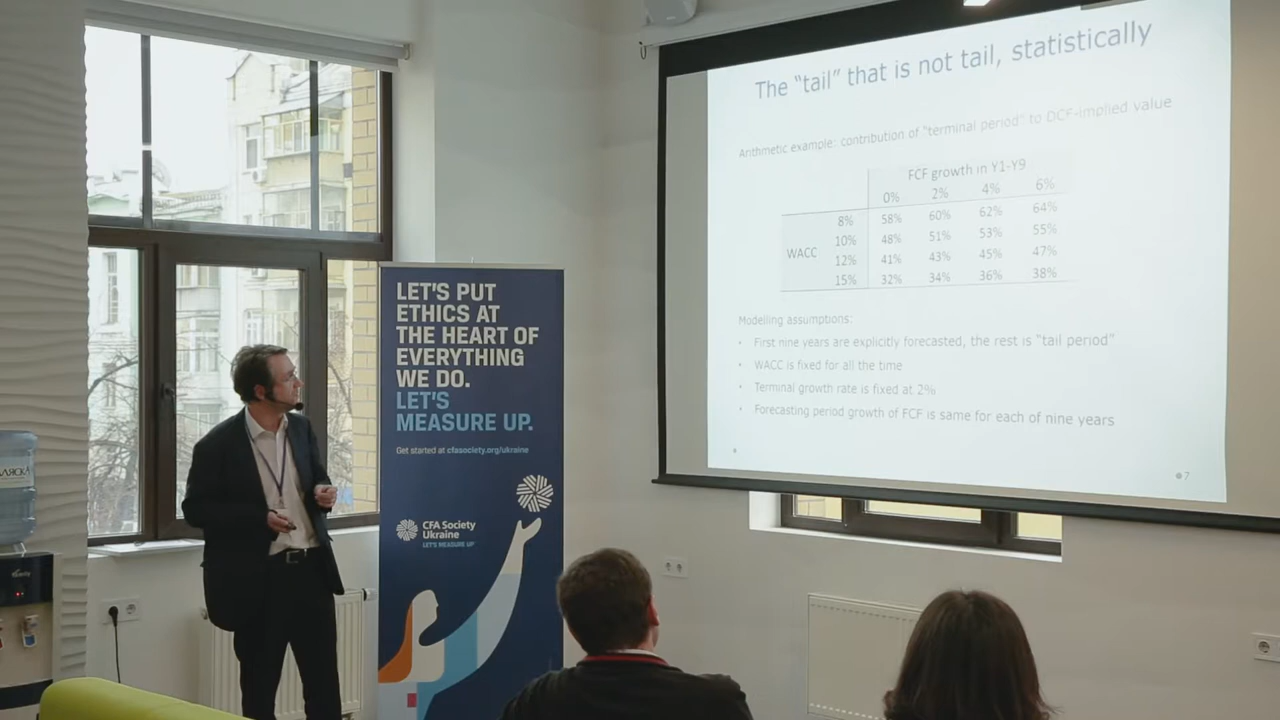 The "tail" that is not tail, statistically
Arithmetic example: contribution of "terminal period" to DCF-implied value
FCF growth in Y1-Y9
0% 2% 4% 6%
8% 58% 60% 62% 64%
10% 48% 51% 53% 55%
WACC
12% 41% 43% 45% 47%
15% 32% 34% 36% 38%
Modelling assumptions:
First nine years are explicitly forecasted, the rest is "tail period"
WACC is fixed for all the time
Terminal growth rate is fixed at 2%
Forecasting period growth of FCF is same for each of nine years
7
LET'S PUT
ETHICS AT
THE HEART OF
EVERYTHING
WE DO.
LET'S
MEASURE UP.
Get started at cfasociety.org/ukraine
CFA Society
Ukraine
LET'S MEASURE UP